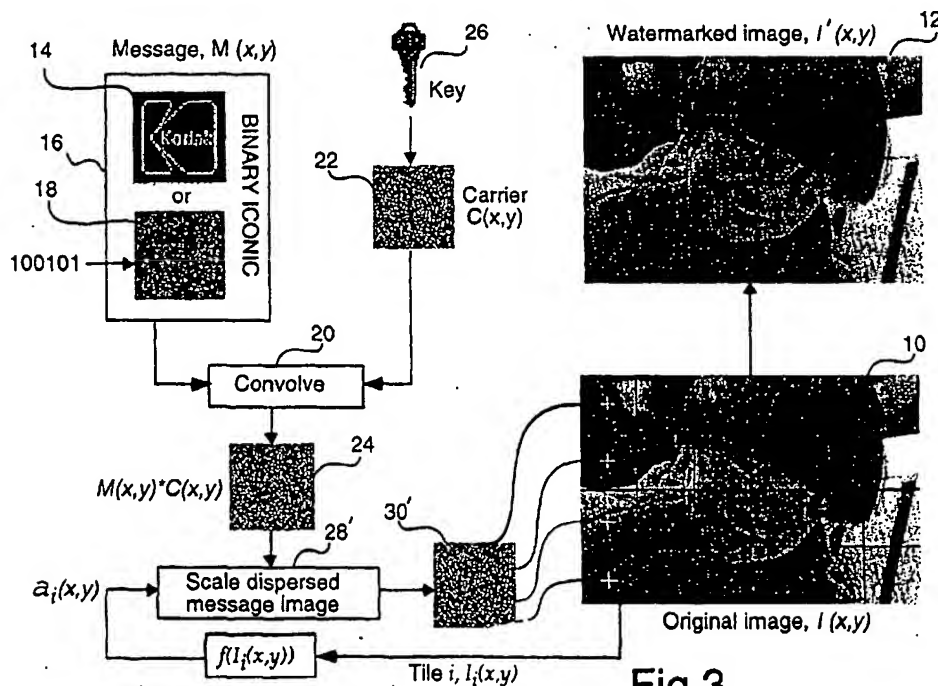 Message, M (x,y)
14
16
18
Kodak
or
100101
BINARY ICONIC
26
Key
22
Carrier
C(x,y)
Watermarked image, I' (x,y)
12
20
Convolve
10
24
M(x,y)*C(x,y)
28'
30'
Scale dispersed
message image
a_i(x,y)
f(I_i(x,y))
Tile i, I_i(x,y)
Original image, I (x,y)
Fig 3